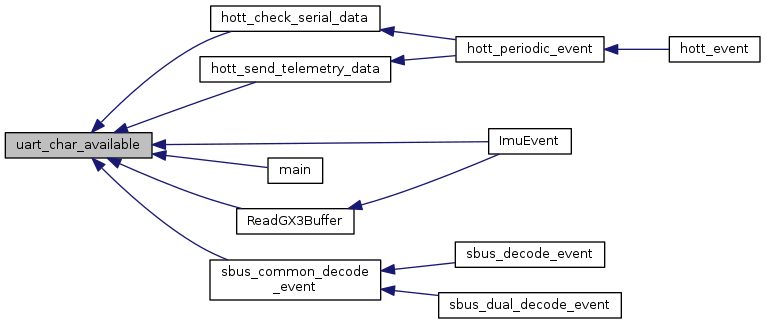 hott_check_serial_data
hott_periodic_event
hott_event
hott_send_telemetry_data
uart_char_available
ImuEvent
main
ReadGX3Buffer
sbus_common_decode
_event
sbus_decode_event
sbus_dual_decode_event